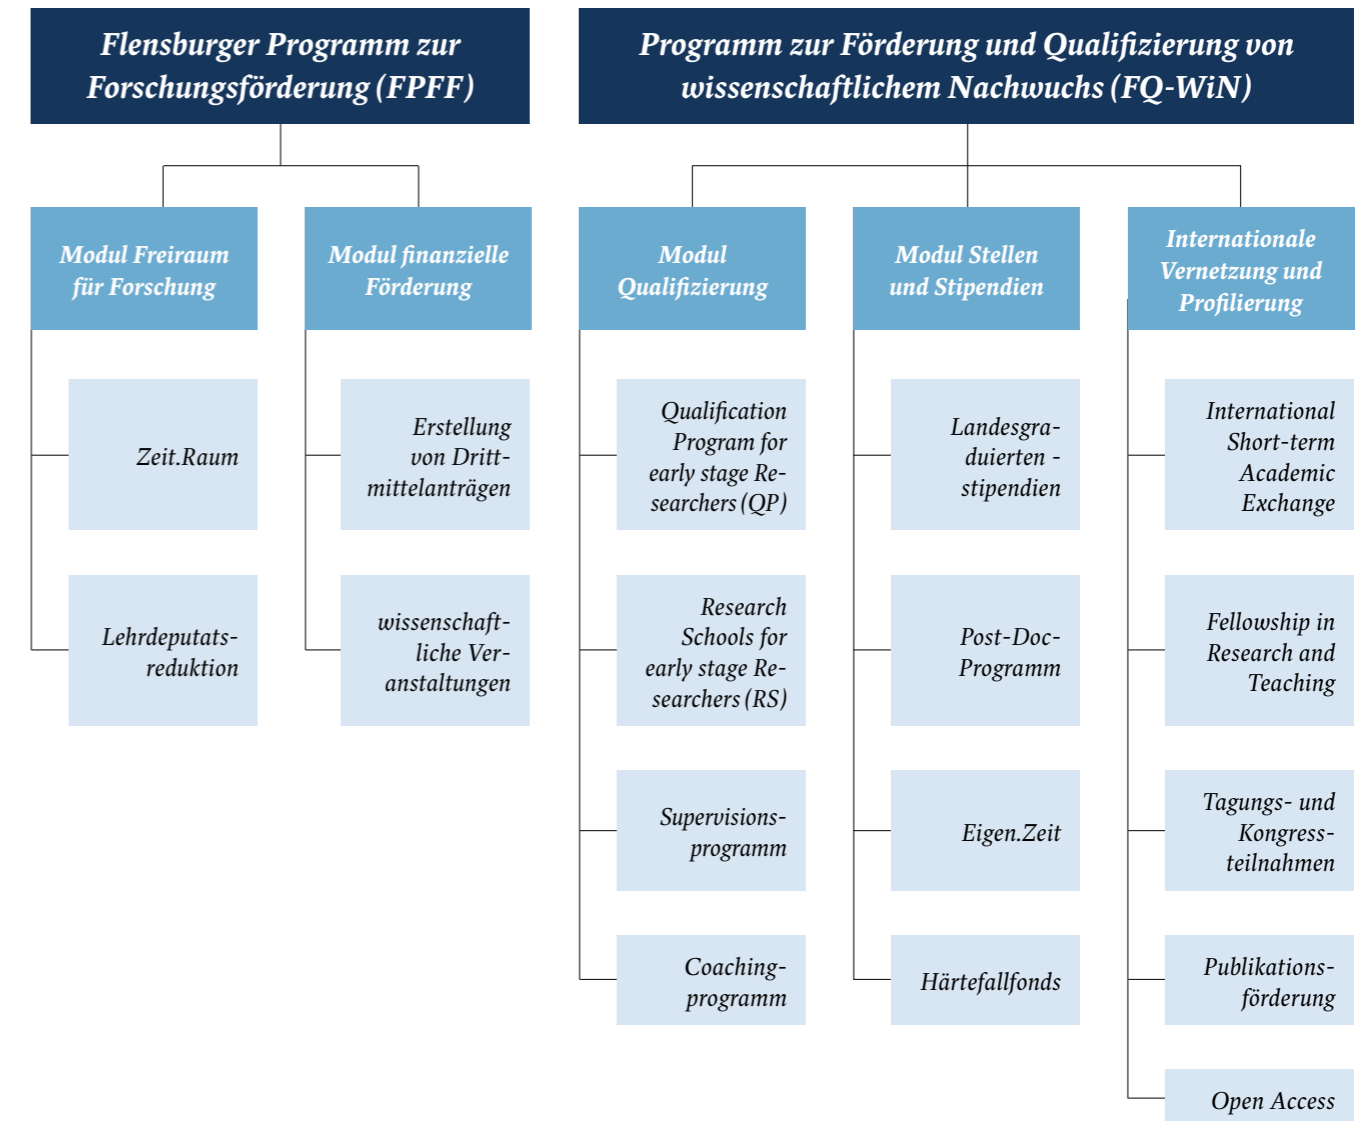 Flensburger Programm zur
Forschungsförderung (FPFF)
Programm zur Förderung und Qualifizierung von
wissenschaftlichem Nachwuchs (FQ-WiN)
Modul Freiraum
für Forschung
Zeit.Raum
Lehrdeputats-
reduktion
Modul finanzielle
Förderung
Erstellung
von Dritt-
mittelanträgen
wissenschaft-
liche Ver-
anstaltungen
Modul
Qualifizierung
Qualification
Program for
early stage Re-
searchers (QP)
Research
Schools for
early stage Re-
searchers (RS)
Supervisions-
programm
Coaching-
programm
Modul Stellen
und Stipendien
Landesgra-
duierten -
stipendien
Post-Doc-
Programm
Eigen.Zeit
Härtefallfonds
Internationale
Vernetzung und
Profilierung
International
Short-term
Academic
Exchange
Fellowship in
Research and
Teaching
Tagungs- und
Kongress-
teilnahmen
Publikations-
förderung
Open Access